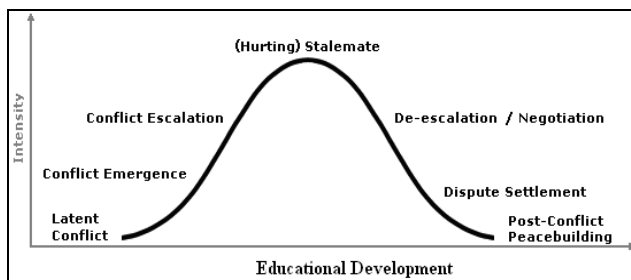 (Hurting) Stalemate
Conflict Escalation
De-escalation / Negotiation
Intensity
Conflict Emergence
Dispute Settlement
Latent
Conflict
Post-Conflict
Peacebuilding
Educational Development